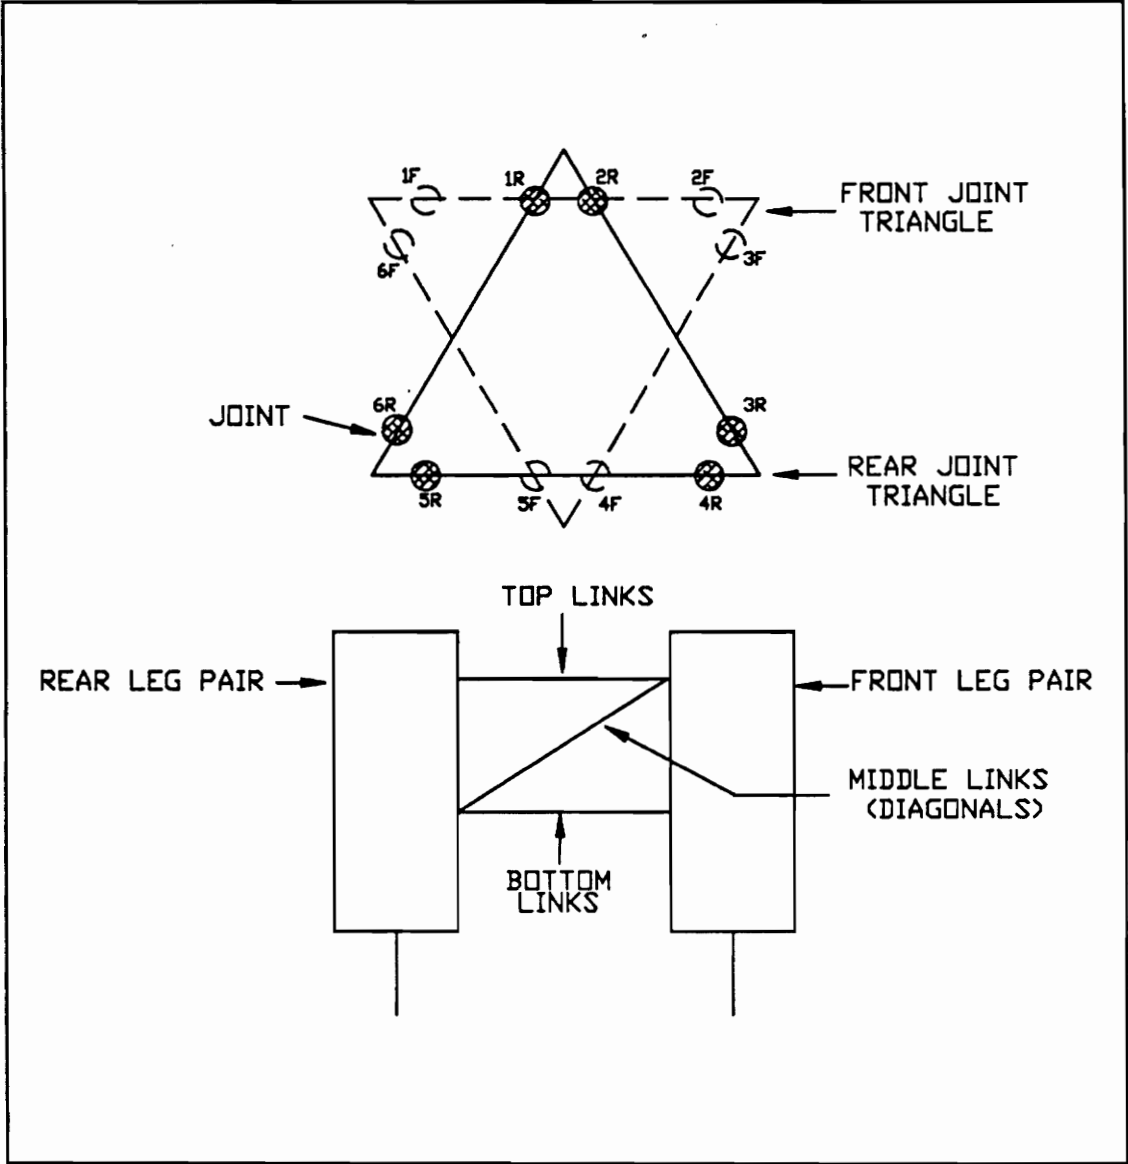 1F
1R
2R
2F
FRONT JOINT
TRIANGLE
6F
3F
6R
3R
JOINT
REAR JOINT
TRIANGLE
5R
5F
4F
4R
TOP LINKS
REAR LEG PAIR
FRONT LEG PAIR
MIDDLE LINKS
(DIAGONALS)
BOTTOM
LINKS